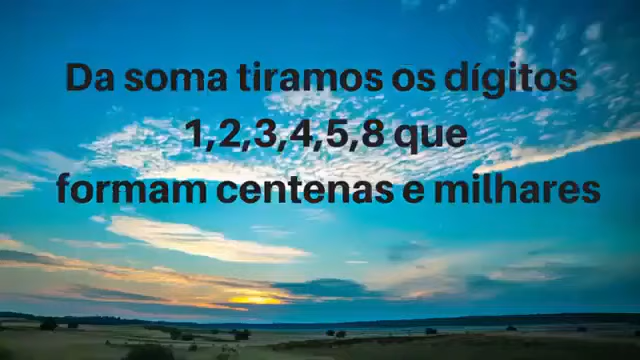 Da soma tiramos os dígitos
1,2,3,4,5,8 que
formam centenas e milhares